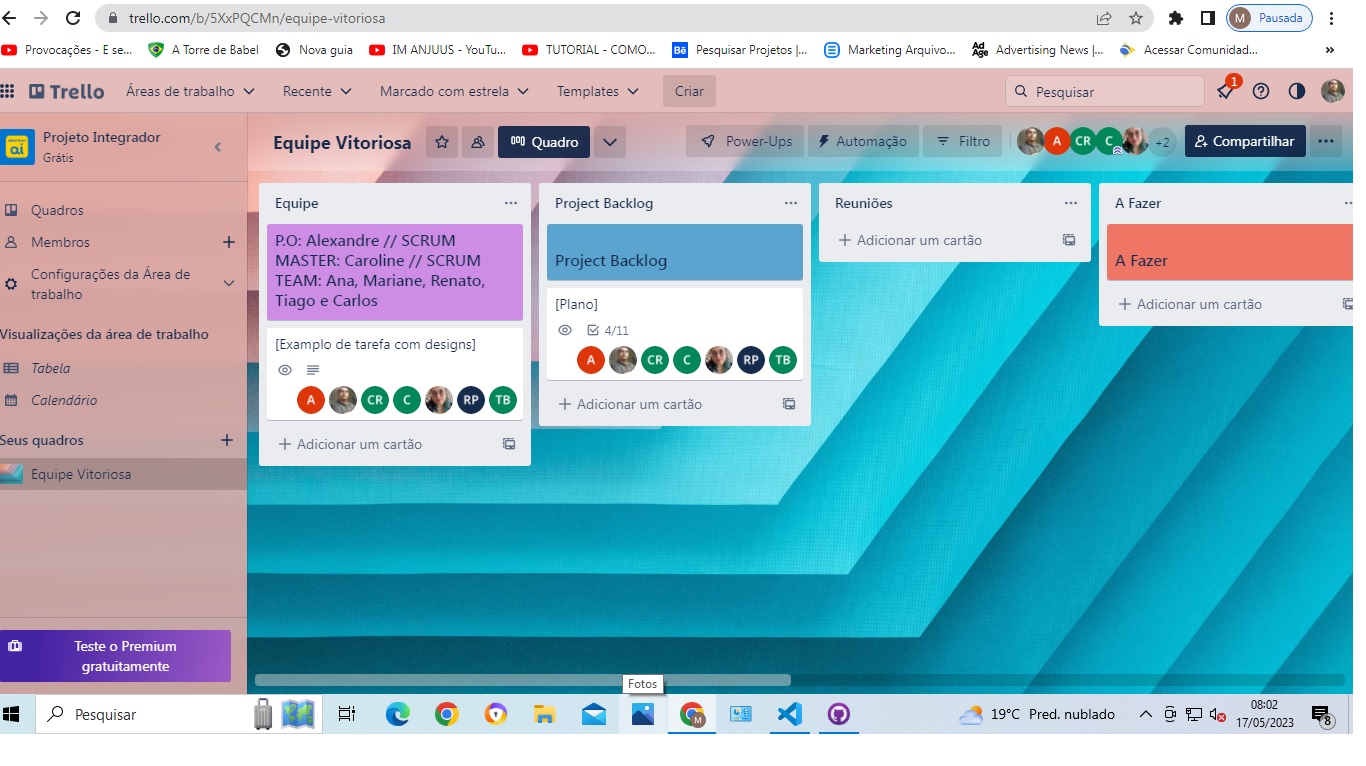 trello.com/b/5XxPQCMn/equipe-vitoriosa
M Pausada
Provocações - E se...
A Torre de Babel
Nova guia
IM ANJUUS - YouTu...
TUTORIAL - COMO...
Bē Pesquisar Projetos |...
Marketing Arquivo...
Ad Age Advertising News |...
Acessar Comunidad...
»
Trello
Áreas de trabalho
Recente
Marcado com estrela
Templates
Criar
Pesquisar
1
Projeto Integrador
Grátis
Equipe Vitoriosa
Quadro
Power-Ups
Automação
Filtro
A CR C +2
Compartilhar
Quadros
Membros
Configurações da Área de
trabalho
Visualizações da área de trabalho
Tabela
Calendário
Seus quadros
Equipe Vitoriosa
Teste o Premium
gratuitamente
Equipe
P.O: Alexandre // SCRUM
MASTER: Caroline // SCRUM
TEAM: Ana, Mariane, Renato,
Tiago e Carlos
[Examplo de tarefa com designs]
A CR C RP TB
Adicionar um cartão
Project Backlog
Project Backlog
[Plano]
4/11
A CR C RP TB
Adicionar um cartão
Reuniões
Adicionar um cartão
A Fazer
A Fazer
Adicionar um cartão
Fotos
Pesquisar
M
19°C Pred. nublado
08:02
17/05/2023
8